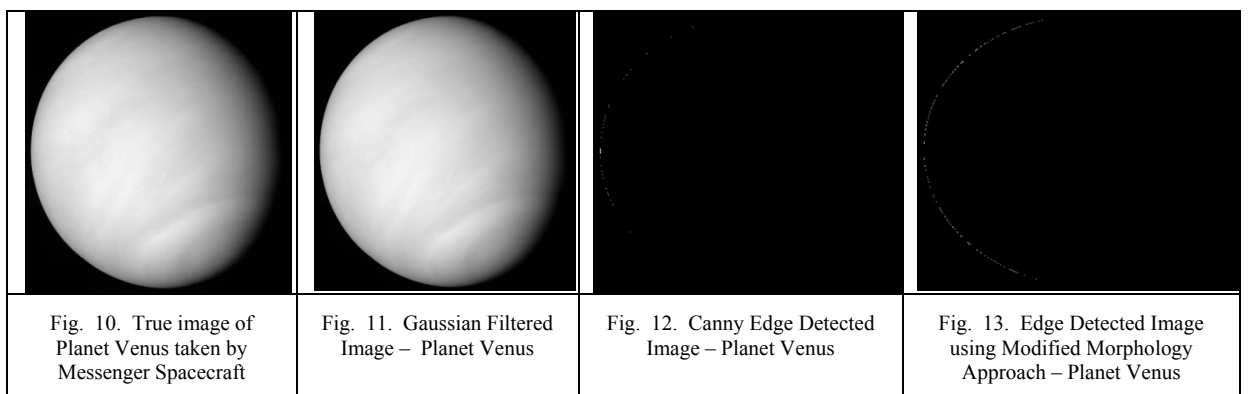 Fig. 10. True image of
Planet Venus taken by
Messenger Spacecraft
Fig. 11. Gaussian Filtered
Image – Planet Venus
Fig. 12. Canny Edge Detected
Image – Planet Venus
Fig. 13. Edge Detected Image
using Modified Morphology
Approach – Planet Venus